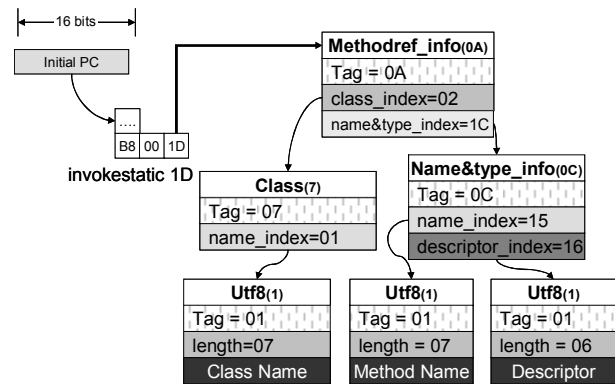 16 bits
Initial PC
....
B8 00 1D
invokestatic 1D
Methodref_info(0A)
Tag = 0A
class_index=02
name&type_index=1C
Class(7)
Tag = 07
name_index=01
Name&type_info(0C)
Tag = 0C
name_index=15
descriptor_index=16
Utf8(1)
Tag = 01
length=07
Class Name
Utf8(1)
Tag = 01
length = 07
Method Name
Utf8(1)
Tag = 01
length = 06
Descriptor